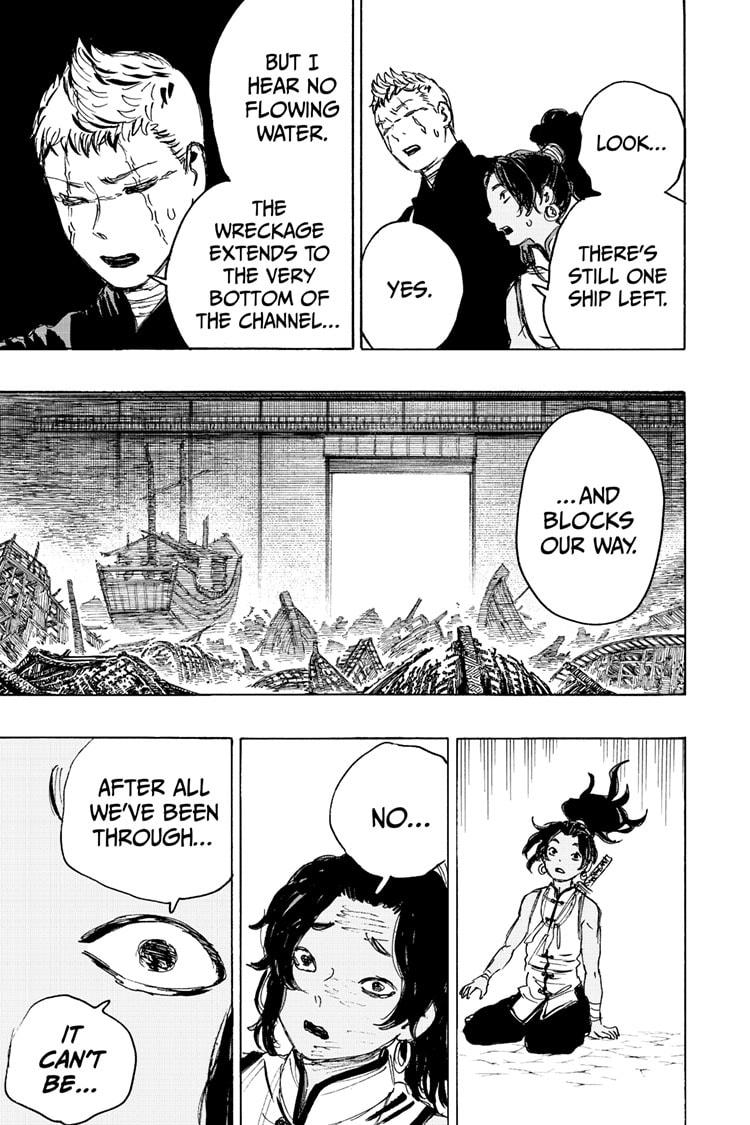 LOOK...
THERE'S
STILL ONE
SHIP LEFT.
YES.
BUT I
HEAR NO
FLOWING
WATER.
THE
WRECKAGE
EXTENDS TO
THE VERY
BOTTOM OF
THE CHANNEL...
...AND
BLOCKS
OUR WAY.
NO...
AFTER ALL
WE'VE BEEN
THROUGH...
IT
CAN'T
BE...